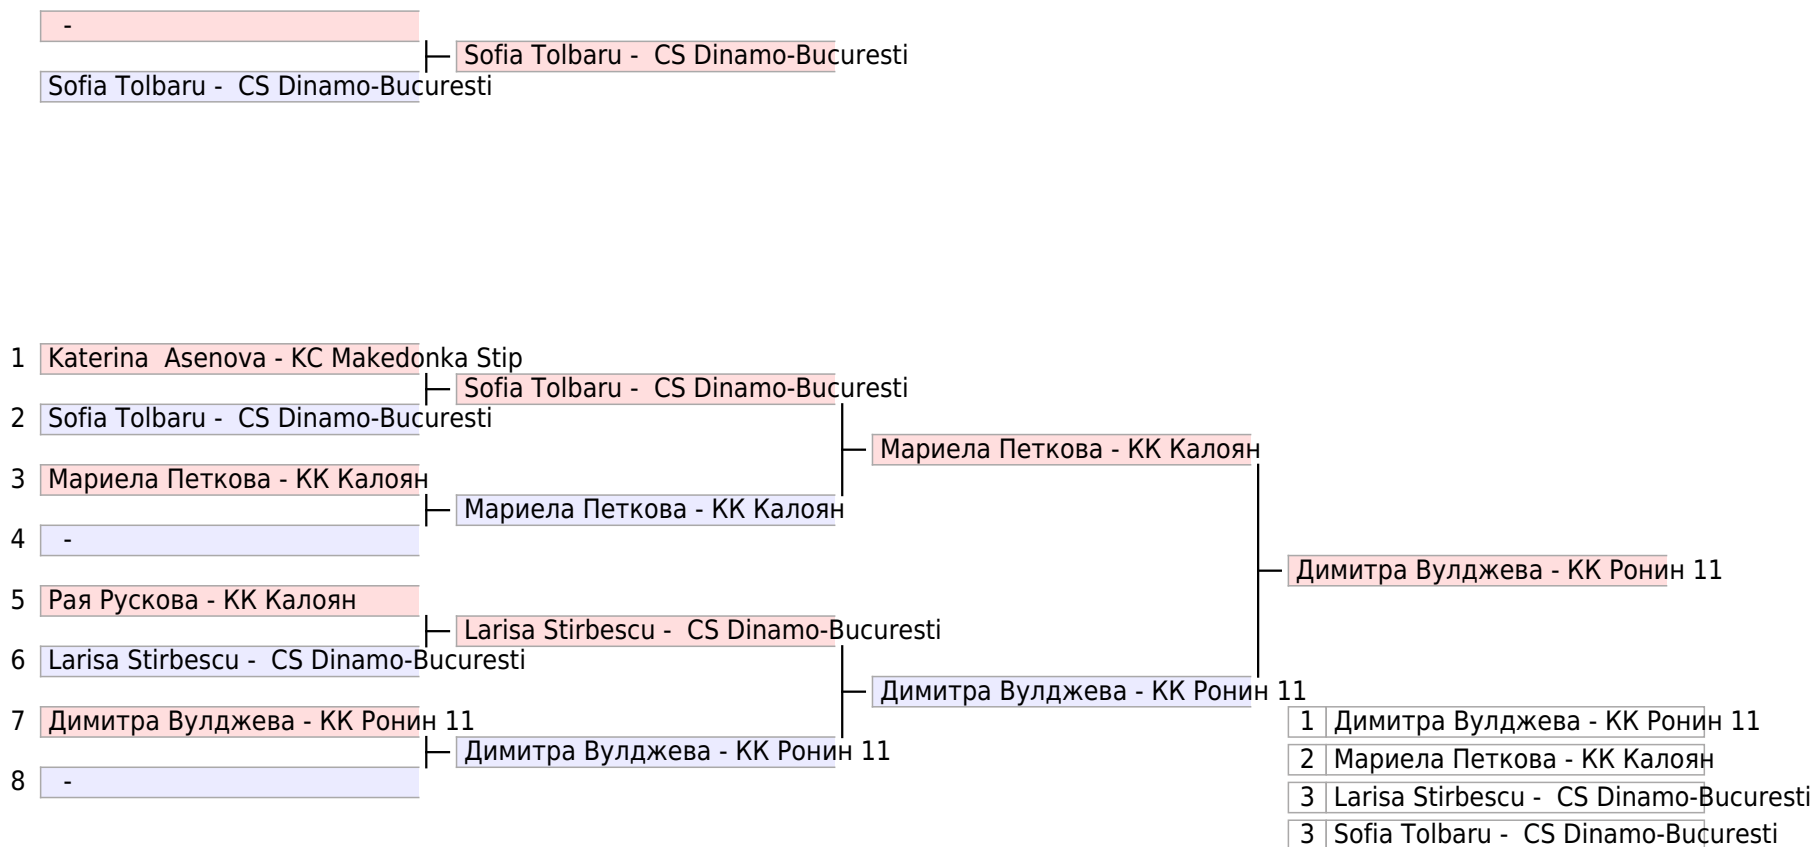 -
Sofia Tolbaru -  CS Dinamo-Bucuresti
Sofia Tolbaru -  CS Dinamo-Bucuresti
1 Katerina  Asenova - KC Makedonka Stip
Sofia Tolbaru -  CS Dinamo-Bucuresti
2 Sofia Tolbaru -  CS Dinamo-Bucuresti
Мариела Петкова - КК Калоян
3 Мариела Петкова - КК Калоян
Мариела Петкова - КК Калоян
4 -
Димитра Вулджева - КК Ронин 11
5 Рая Рускова - КК Калоян
Larisa Stirbescu -  CS Dinamo-Bucuresti
6 Larisa Stirbescu -  CS Dinamo-Bucuresti
Димитра Вулджева - КК Ронин 11
7 Димитра Вулджева - КК Ронин 11
Димитра Вулджева - КК Ронин 11
8 -
1 Димитра Вулджева - КК Ронин 11
2 Мариела Петкова - КК Калоян
3 Larisa Stirbescu -  CS Dinamo-Bucuresti
3 Sofia Tolbaru -  CS Dinamo-Bucuresti